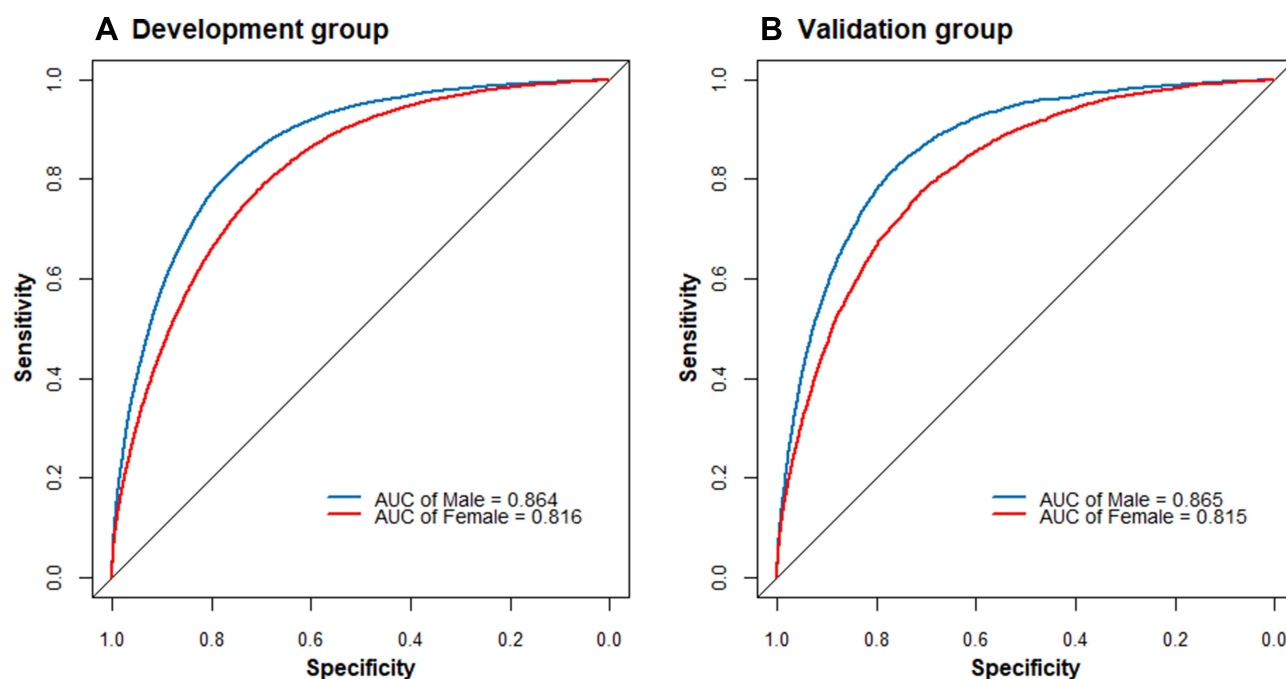 A Development group
1.0
0.8
0.6
0.4
0.2
0.0
Sensitivity
AUC of Male = 0.864
AUC of Female = 0.816
1.0 0.8 0.6 0.4 0.2 0.0
Specificity
B Validation group
1.0
0.8
0.6
0.4
0.2
0.0
Sensitivity
AUC of Male = 0.865
AUC of Female = 0.815
1.0 0.8 0.6 0.4 0.2 0.0
Specificity